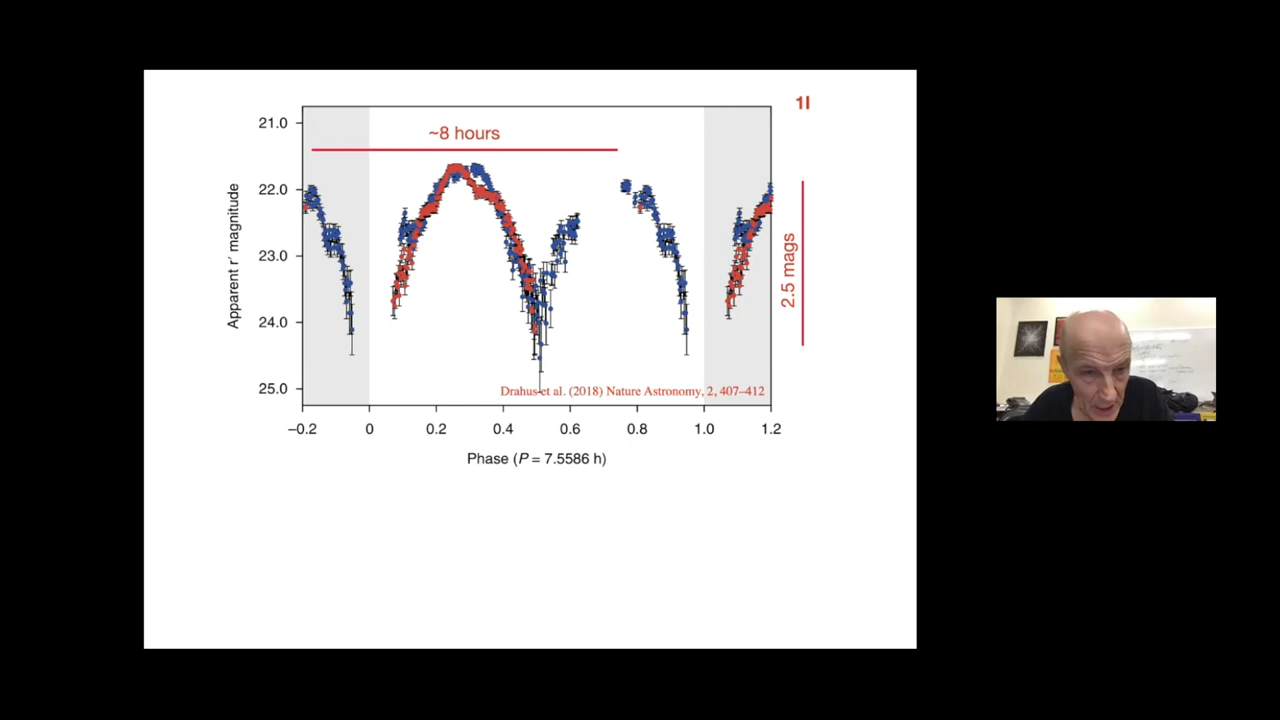 1I
21.0
~8 hours
22.0
23.0
24.0
25.0
Apparent r′ magnitude
2.5 mags
Drahus et al. (2018) Nature Astronomy, 2, 407–412
–0.2 0 0.2 0.4 0.6 0.8 1.0 1.2
Phase (P = 7.5586 h)